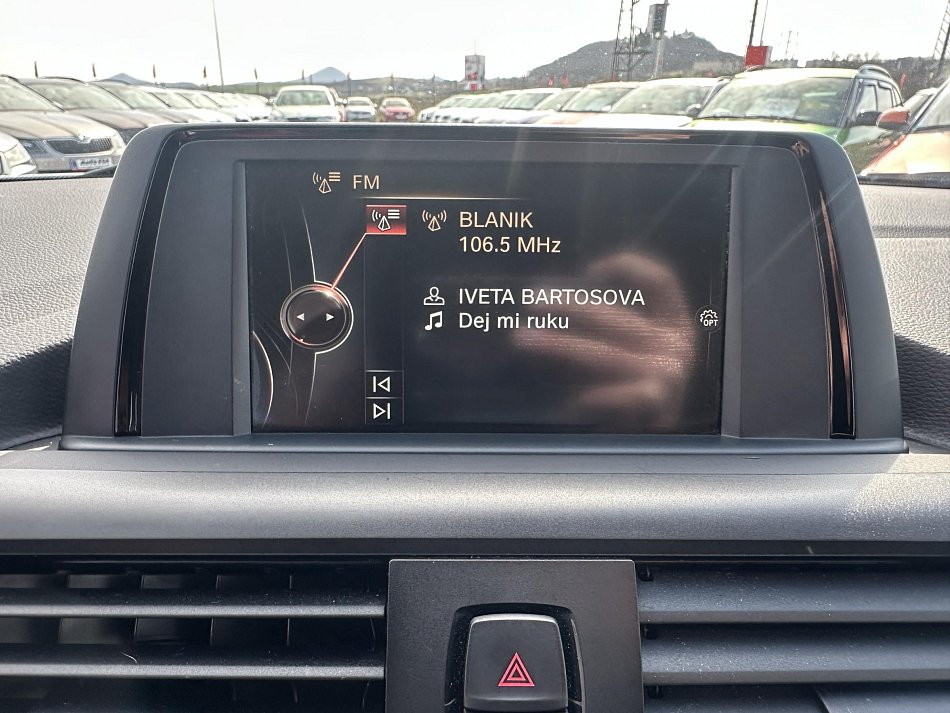 FM
BLANIK
106.5 MHz
IVETA BARTOSOVA
Dej mi ruku
OPT